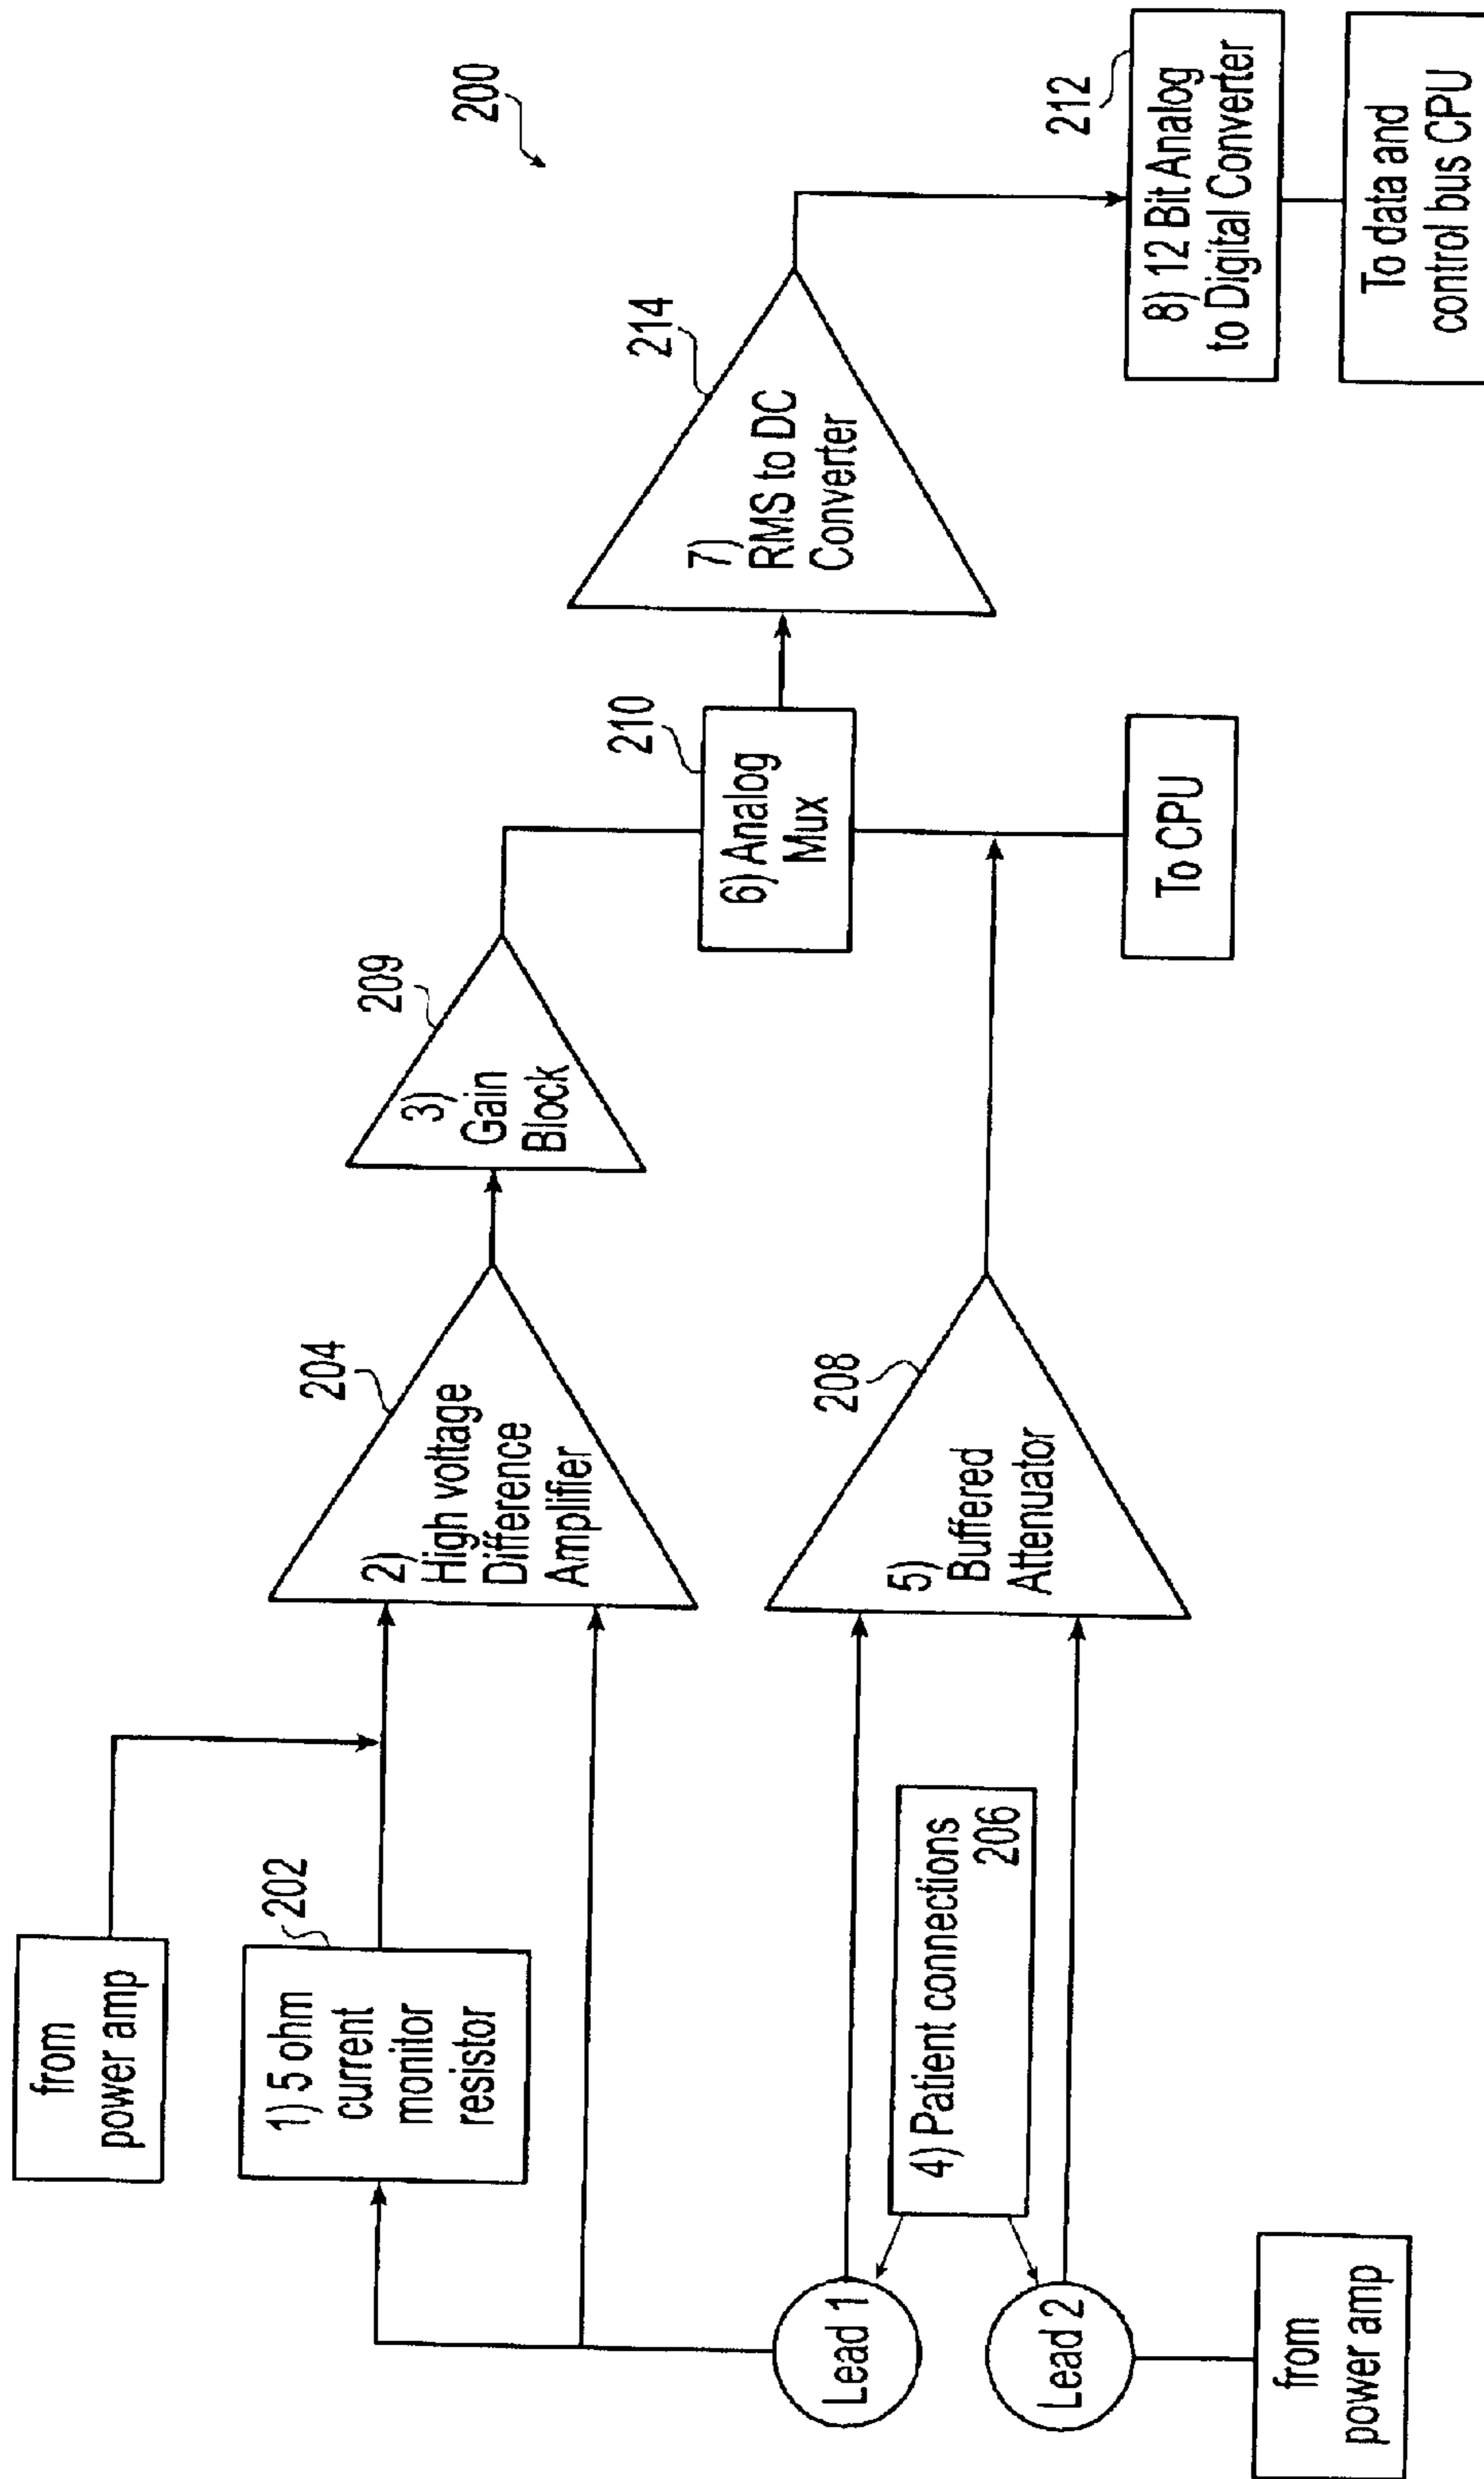 200
from
power amp
202
1) 5 ohm
current
monitor
resistor
204
2)
High voltage
Difference
Amplifier
209
3)
Gain
Block
210
6) Analog
Mux
214
7)
RMS to DC
Converter
212
8) 12 Bit Analog
to Digital Converter
To data and
control bus CPU
Lead 1
4) Patient connections
206
Lead 2
208
5)
Buffered
Attenuator
To CPU
from
power amp